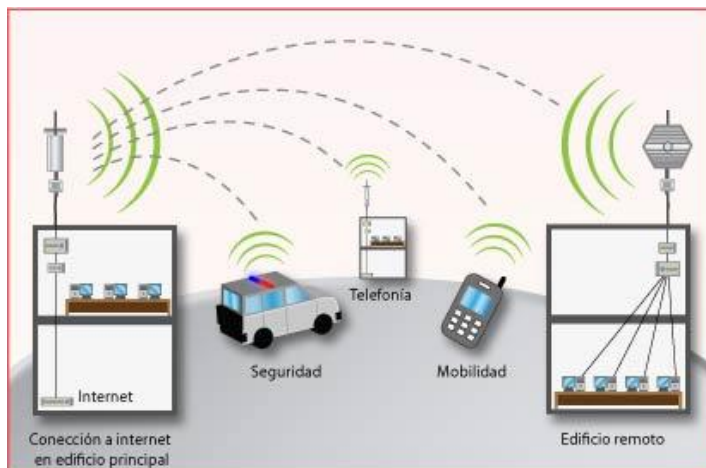 Telefonía
Seguridad
Mobilidad
Internet
Conección a internet
en edificio principal
Edificio remoto